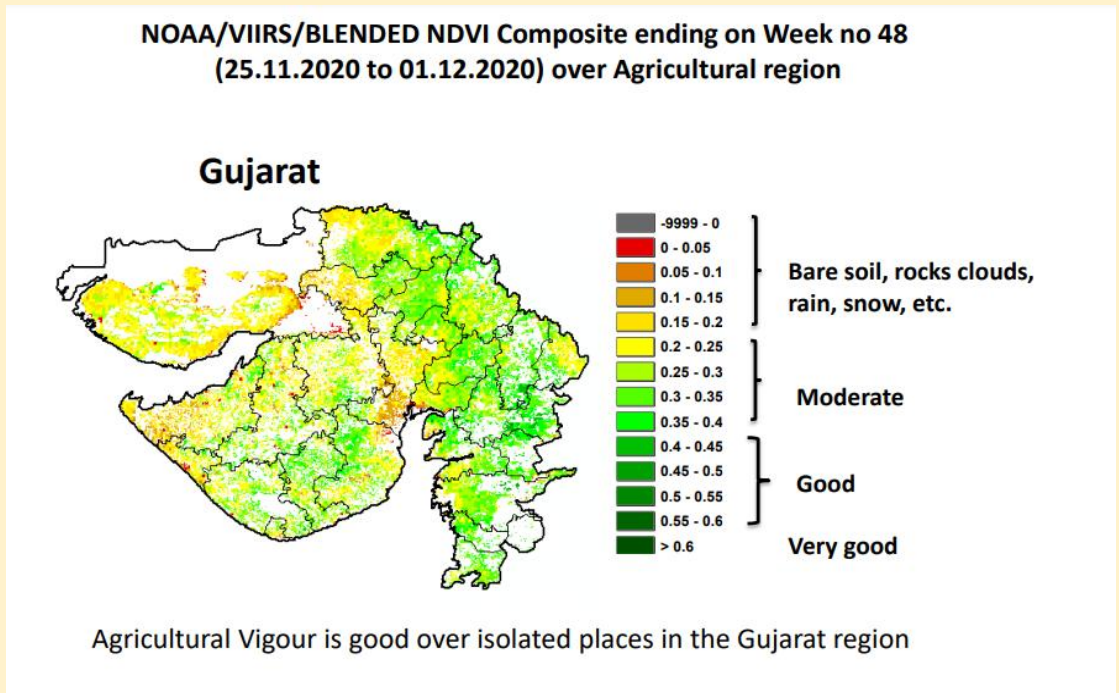 NOAA/VIIRS/BLENDED NDVI Composite ending on Week no 48
(25.11.2020 to 01.12.2020) over Agricultural region
Gujarat
-9999 - 0
0 - 0.05
0.05 - 0.1
0.1 - 0.15
0.15 - 0.2
0.2 - 0.25
0.25 - 0.3
0.3 - 0.35
0.35 - 0.4
0.4 - 0.45
0.45 - 0.5
0.5 - 0.55
0.55 - 0.6
> 0.6
Bare soil, rocks clouds,
rain, snow, etc.
Moderate
Good
Very good
Agricultural Vigour is good over isolated places in the Gujarat region